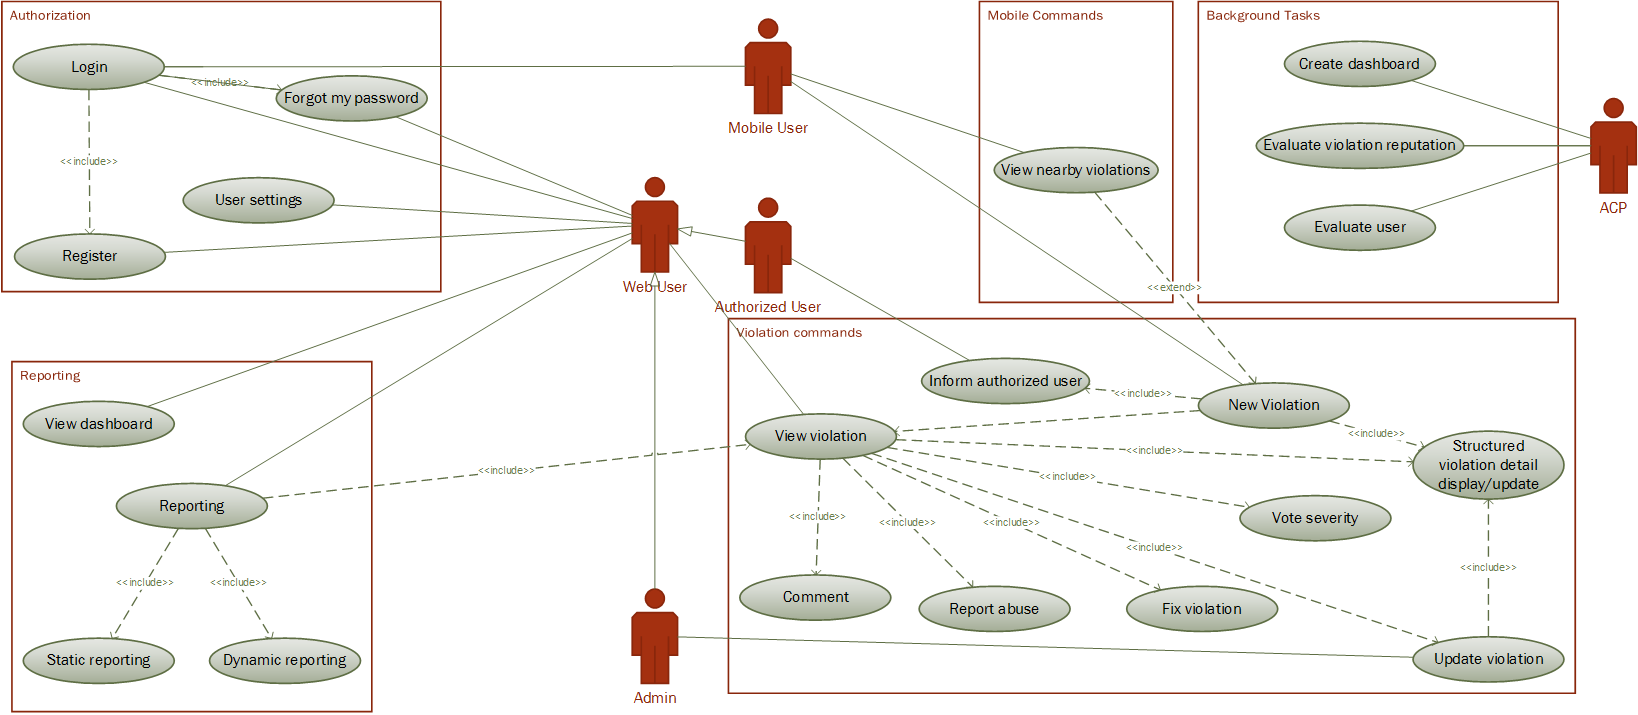 Authorization
Login
<<include>>
Forgot my password
<<include>>
User settings
Register
Mobile User
Web User
Authorized User
Mobile Commands
View nearby violations
<<extend>>
Background Tasks
Create dashboard
Evaluate violation reputation
Evaluate user
ACP
Reporting
View dashboard
Reporting
<<include>>
<<include>>
<<include>>
Static reporting
Dynamic reporting
Violation commands
Inform authorized user
<<include>>
New Violation
<<include>>
View violation
<<include>>
Structured
violation detail
display/update
<<include>>
Vote severity
<<include>>
<<include>>
<<include>>
<<include>>
<<include>>
Comment
Report abuse
Fix violation
Update violation
Admin